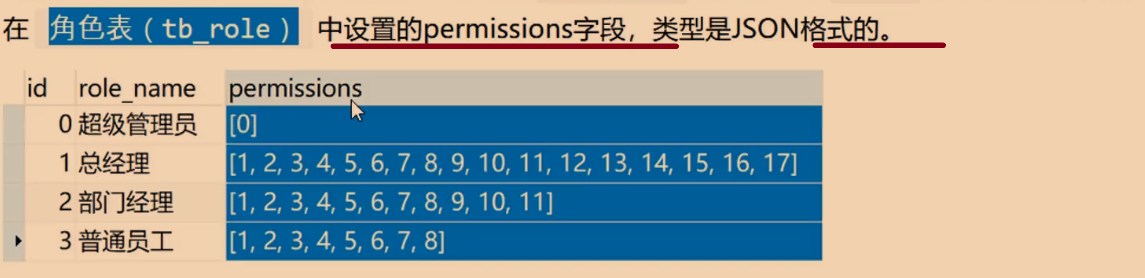 在 角色表（tb_role） 中设置的permissions字段，类型是JSON格式的。
id role_name permissions
0 超级管理员 [0]
1 总经理 [1, 2, 3, 4, 5, 6, 7, 8, 9, 10, 11, 12, 13, 14, 15, 16, 17]
2 部门经理 [1, 2, 3, 4, 5, 6, 7, 8, 9, 10, 11]
3 普通员工 [1, 2, 3, 4, 5, 6, 7, 8]